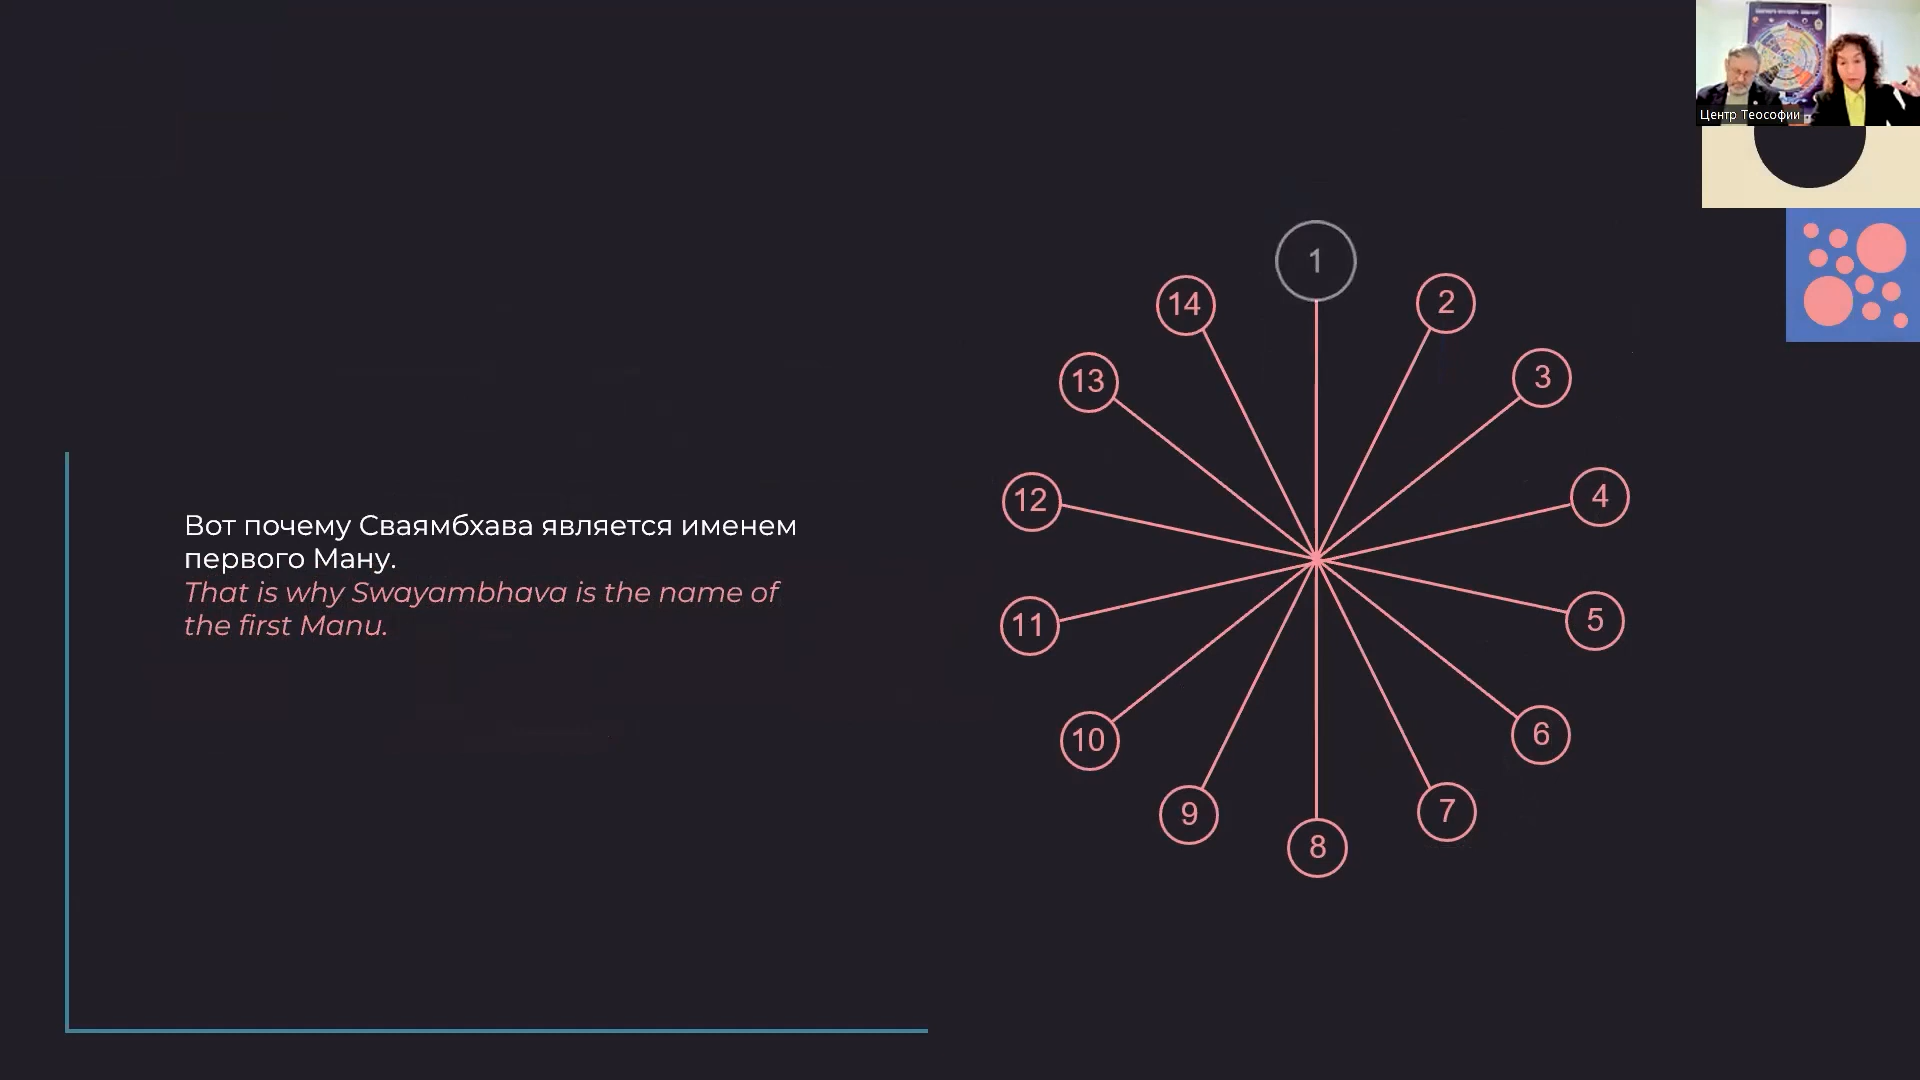 Центр Теософии
Вот почему Сваямбхава является именем
первого Ману.
That is why Swayambhava is the name of
the first Manu.
1
2
3
4
5
6
7
8
9
10
11
12
13
14